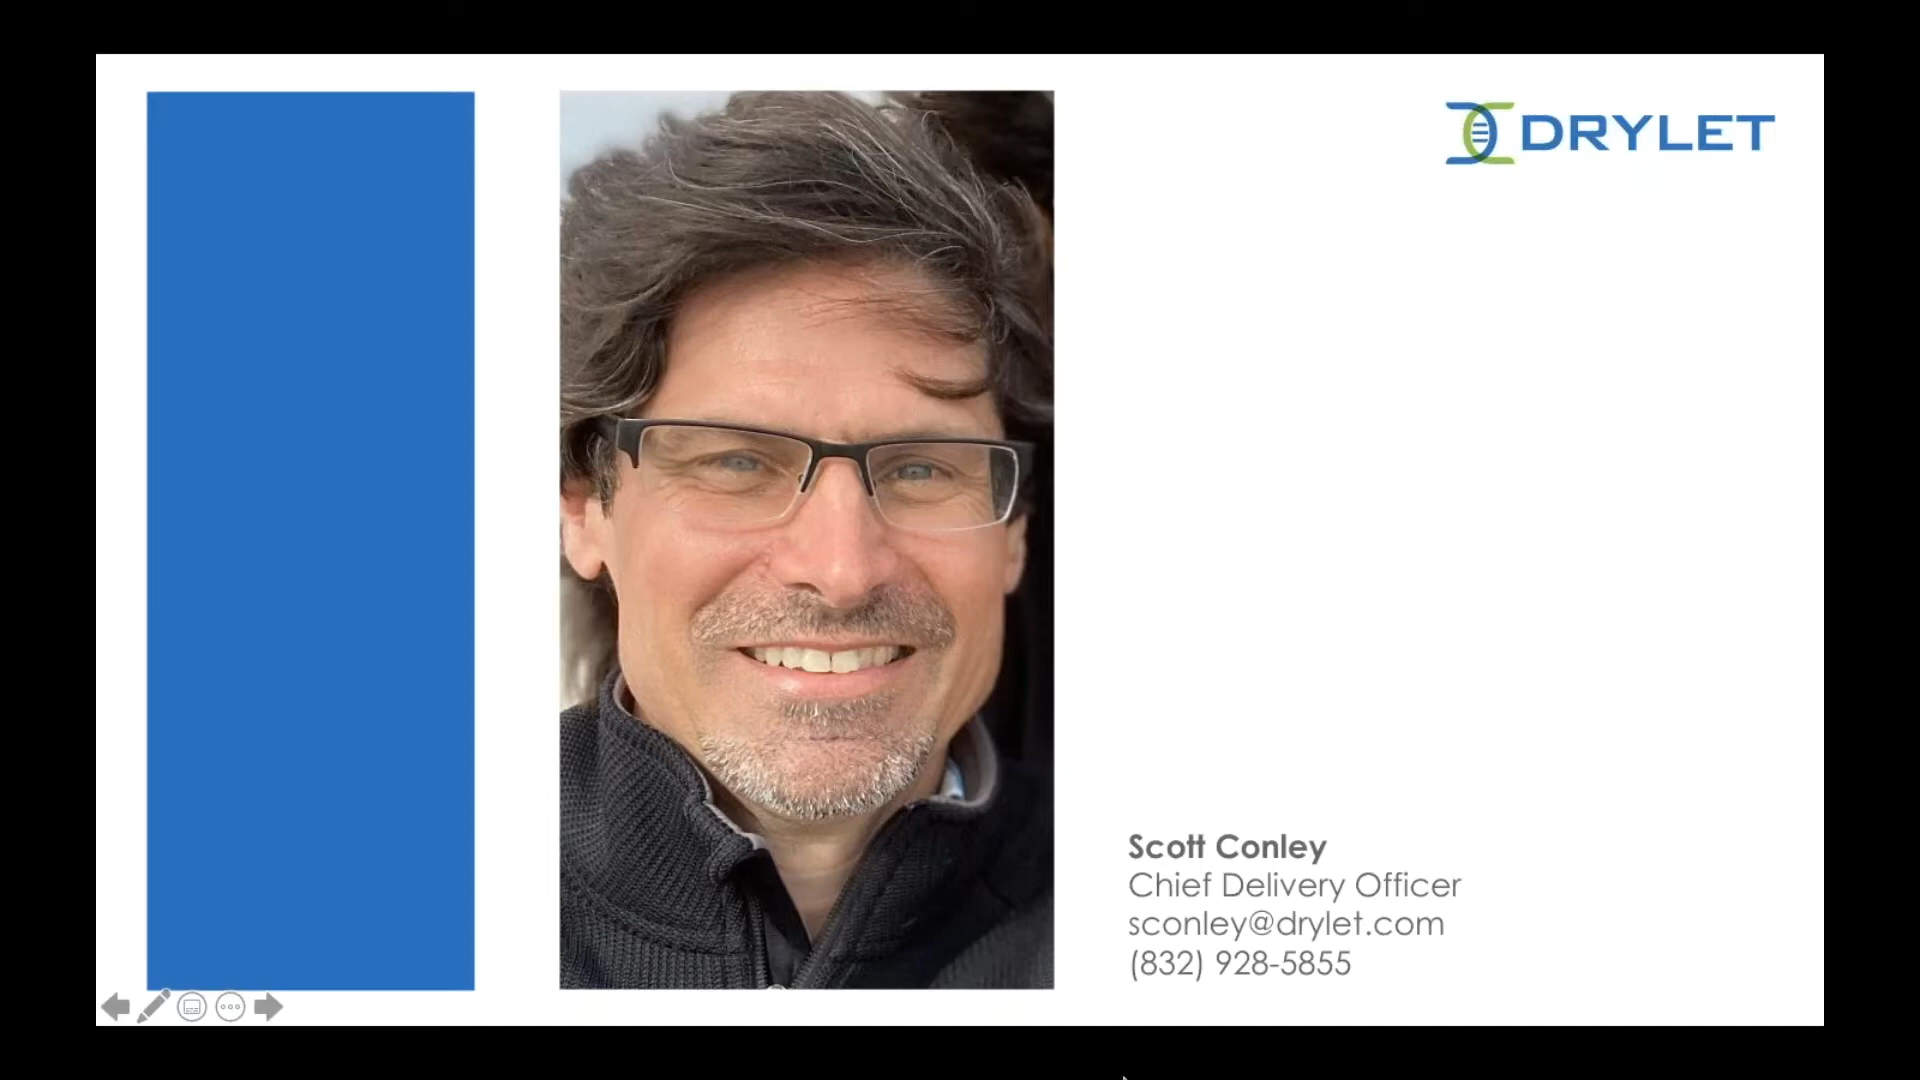 DRYLET
Scott Conley
Chief Delivery Officer
sconley@drylet.com
(832) 928-5855